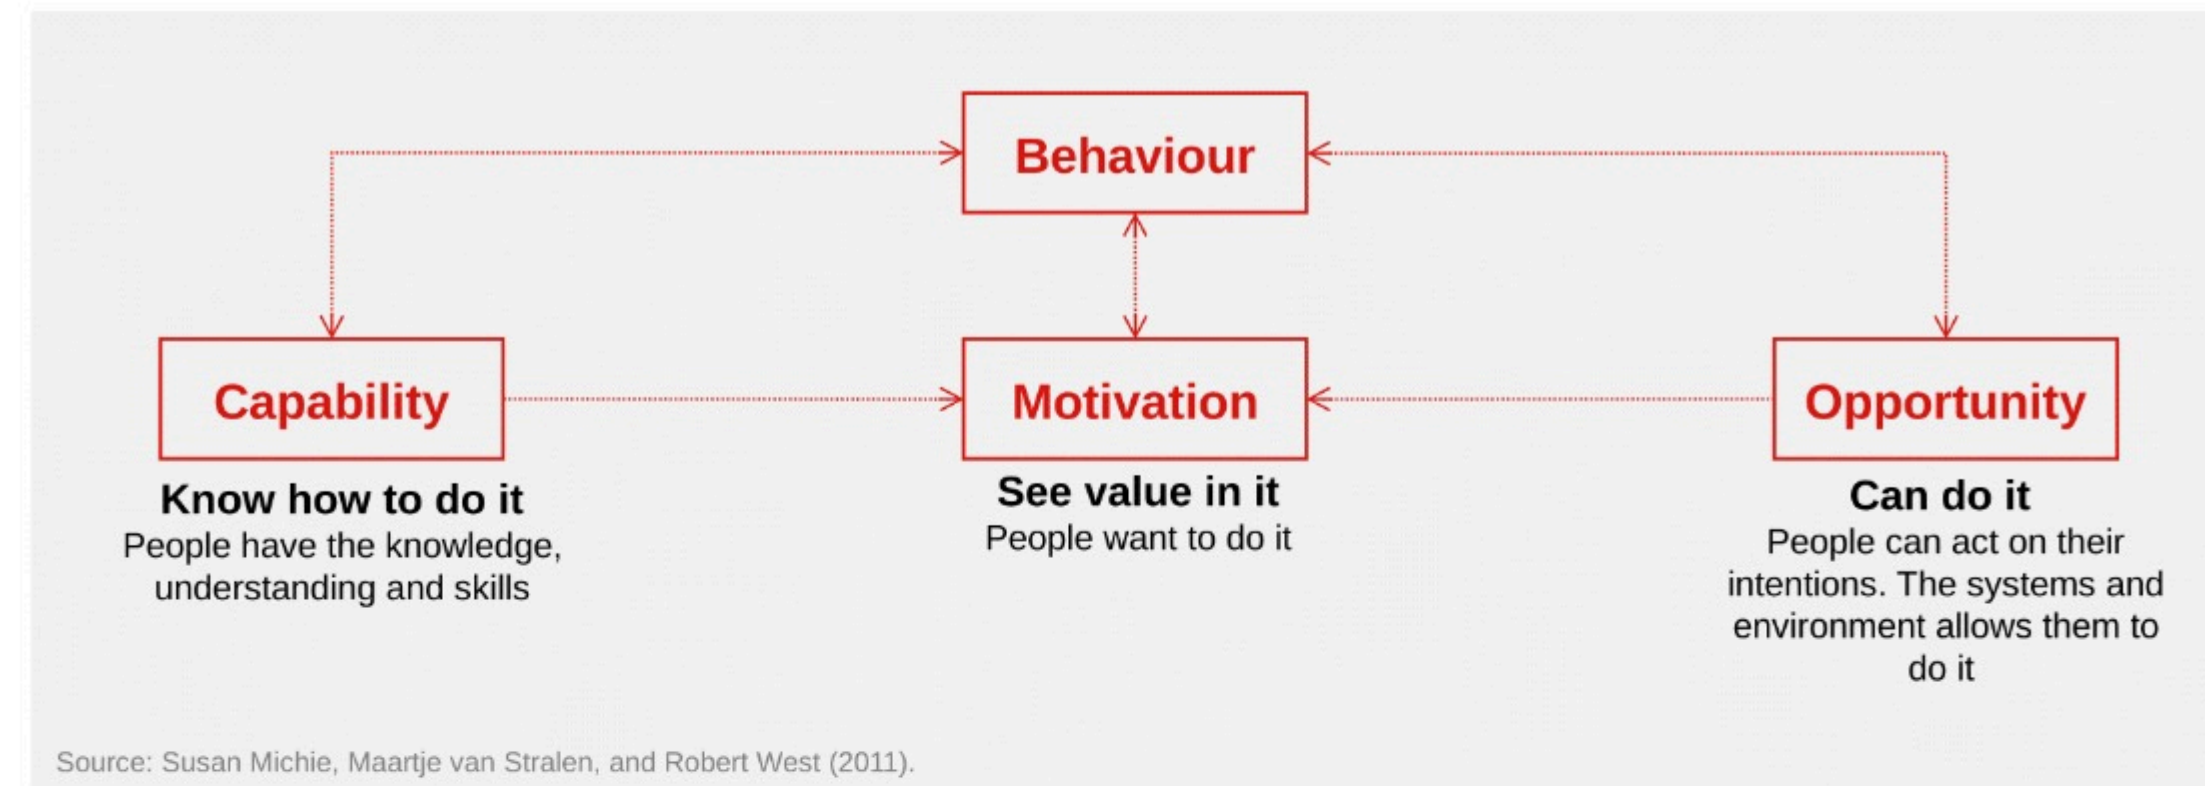 Behaviour
Capability
Motivation
Opportunity
Know how to do it
People have the knowledge,
understanding and skills
See value in it
People want to do it
Can do it
People can act on their
intentions. The systems and
environment allows them to
do it
Source: Susan Michie, Maartje van Stralen, and Robert West (2011).